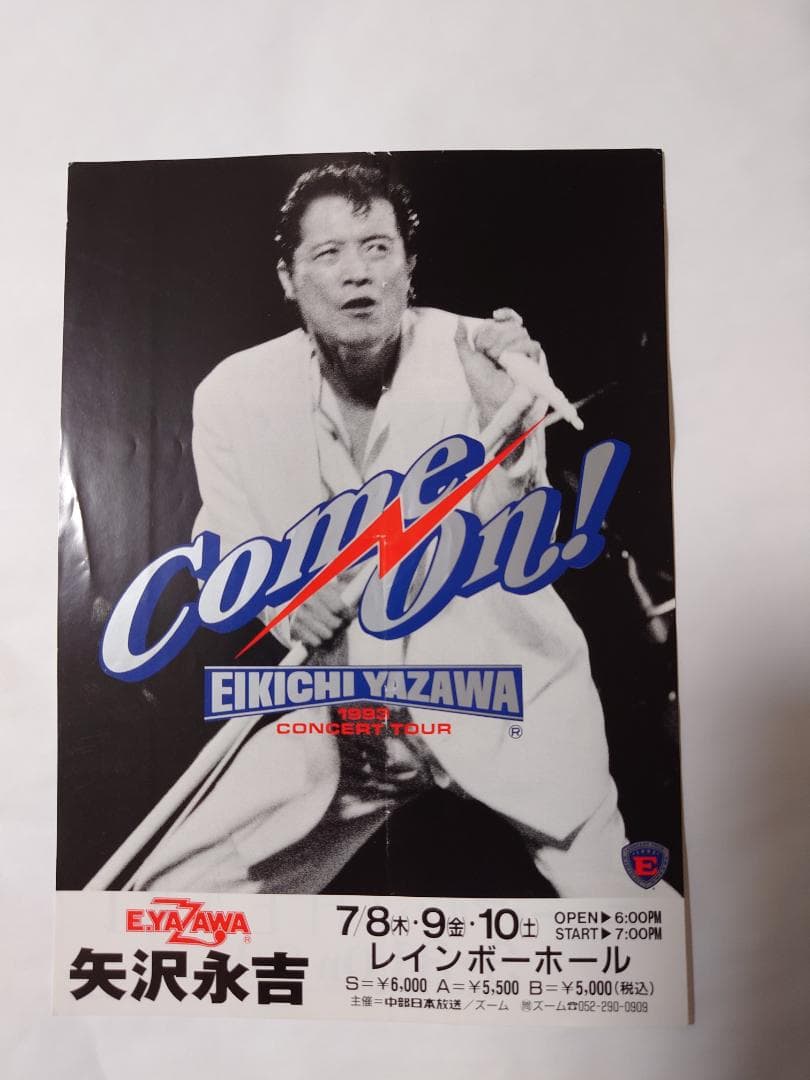 Come On!
EIKICHI YAZAWA
1993
CONCERT TOUR ®
E
E.YAZAWA ®
矢沢永吉
7/8㈭・9㈮・10㈯ OPEN▶6:00PM
START▶7:00PM
レインボーホール
S=¥6,000 A=¥5,500 B=¥5,000(税込)
主催=中部日本放送/ズーム ㉄ズーム☎052-290-0909